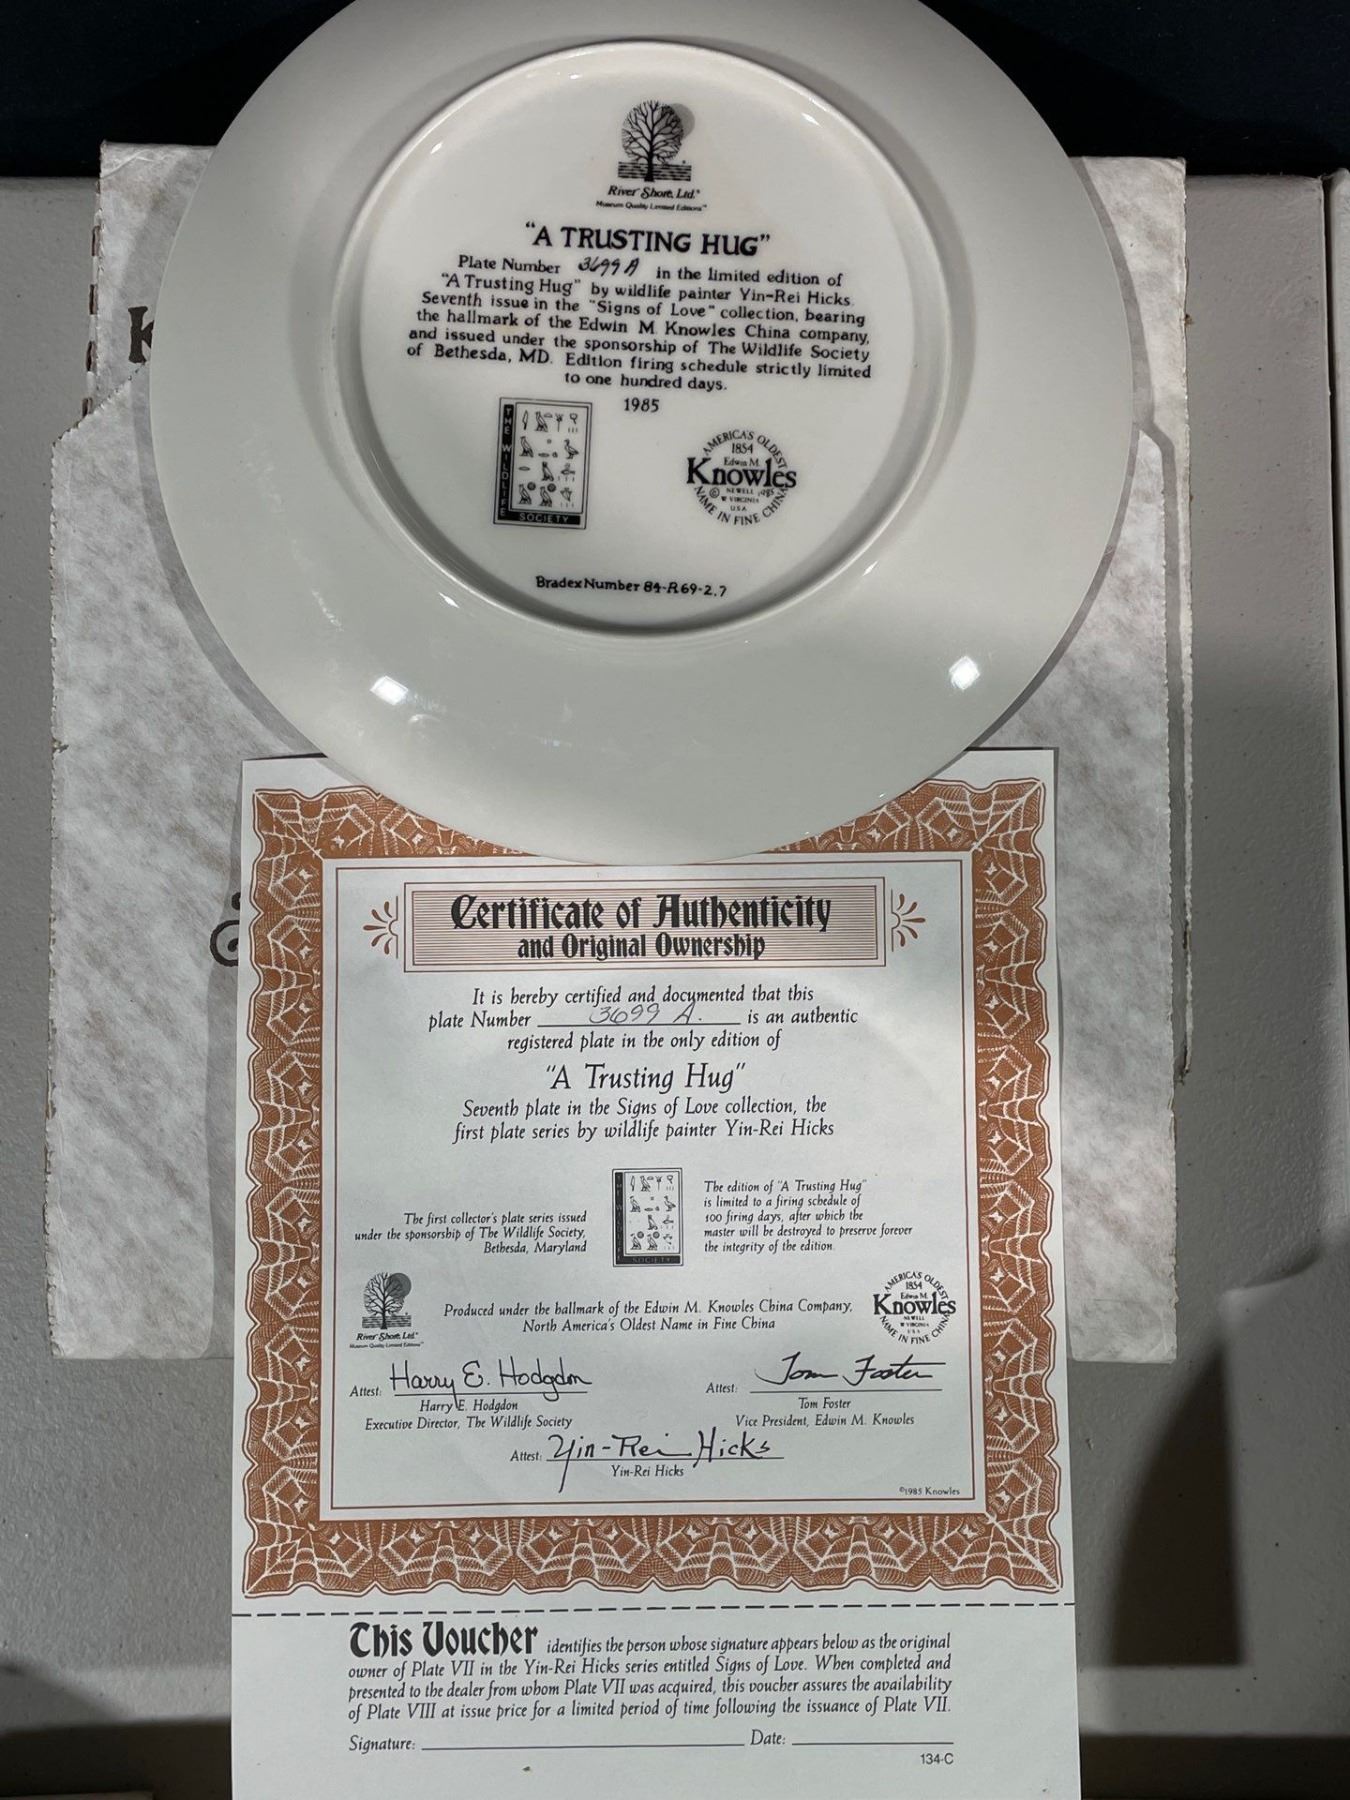 River Shore, Ltd.
Museum Quality Limited Editions™
"A TRUSTING HUG"
Plate Number 3699 A in the limited edition of
"A Trusting Hug" by wildlife painter Yin-Rei Hicks.
Seventh issue in the "Signs of Love" collection, bearing
the hallmark of the Edwin M. Knowles China company,
and issued under the sponsorship of The Wildlife Society
of Bethesda, MD. Edition firing schedule strictly limited
to one hundred days.
1985
THE WILDLIFE
SOCIETY
AMERICA'S OLDEST
1854
Edwin M.
Knowles
© NEWELL 1985
W VIRGINIA
USA
NAME IN FINE CHINA
Bradex Number 84-R69-2.7
K
Certificate of Authenticity
and Original Ownership
It is hereby certified and documented that this
plate Number 3699 A. is an authentic
registered plate in the only edition of
"A Trusting Hug"
Seventh plate in the Signs of Love collection, the
first plate series by wildlife painter Yin-Rei Hicks
The first collector's plate series issued
under the sponsorship of The Wildlife Society,
Bethesda, Maryland
THE WILDLIFE
SOCIETY
The edition of "A Trusting Hug"
is limited to a firing schedule of
100 firing days, after which the
master will be destroyed to preserve forever
the integrity of the edition.
River Shore, Ltd.
Museum Quality Limited Editions™
Produced under the hallmark of the Edwin M. Knowles China Company,
North America's Oldest Name in Fine China
AMERICA'S OLDEST
1854
Edwin M.
Knowles
NEWELL
W VIRGINIA
USA
NAME IN FINE CHINA
Attest: Harry E. Hodgdon
Harry E. Hodgdon
Executive Director, The Wildlife Society
Attest: Tom Foster
Tom Foster
Vice President, Edwin M. Knowles
Attest: Yin-Rei Hicks
Yin-Rei Hicks
©1985 Knowles
This Voucher identifies the person whose signature appears below as the original
owner of Plate VII in the Yin-Rei Hicks series entitled Signs of Love. When completed and
presented to the dealer from whom Plate VII was acquired, this voucher assures the availability
of Plate VIII at issue price for a limited period of time following the issuance of Plate VII.
Signature: Date:
134-C